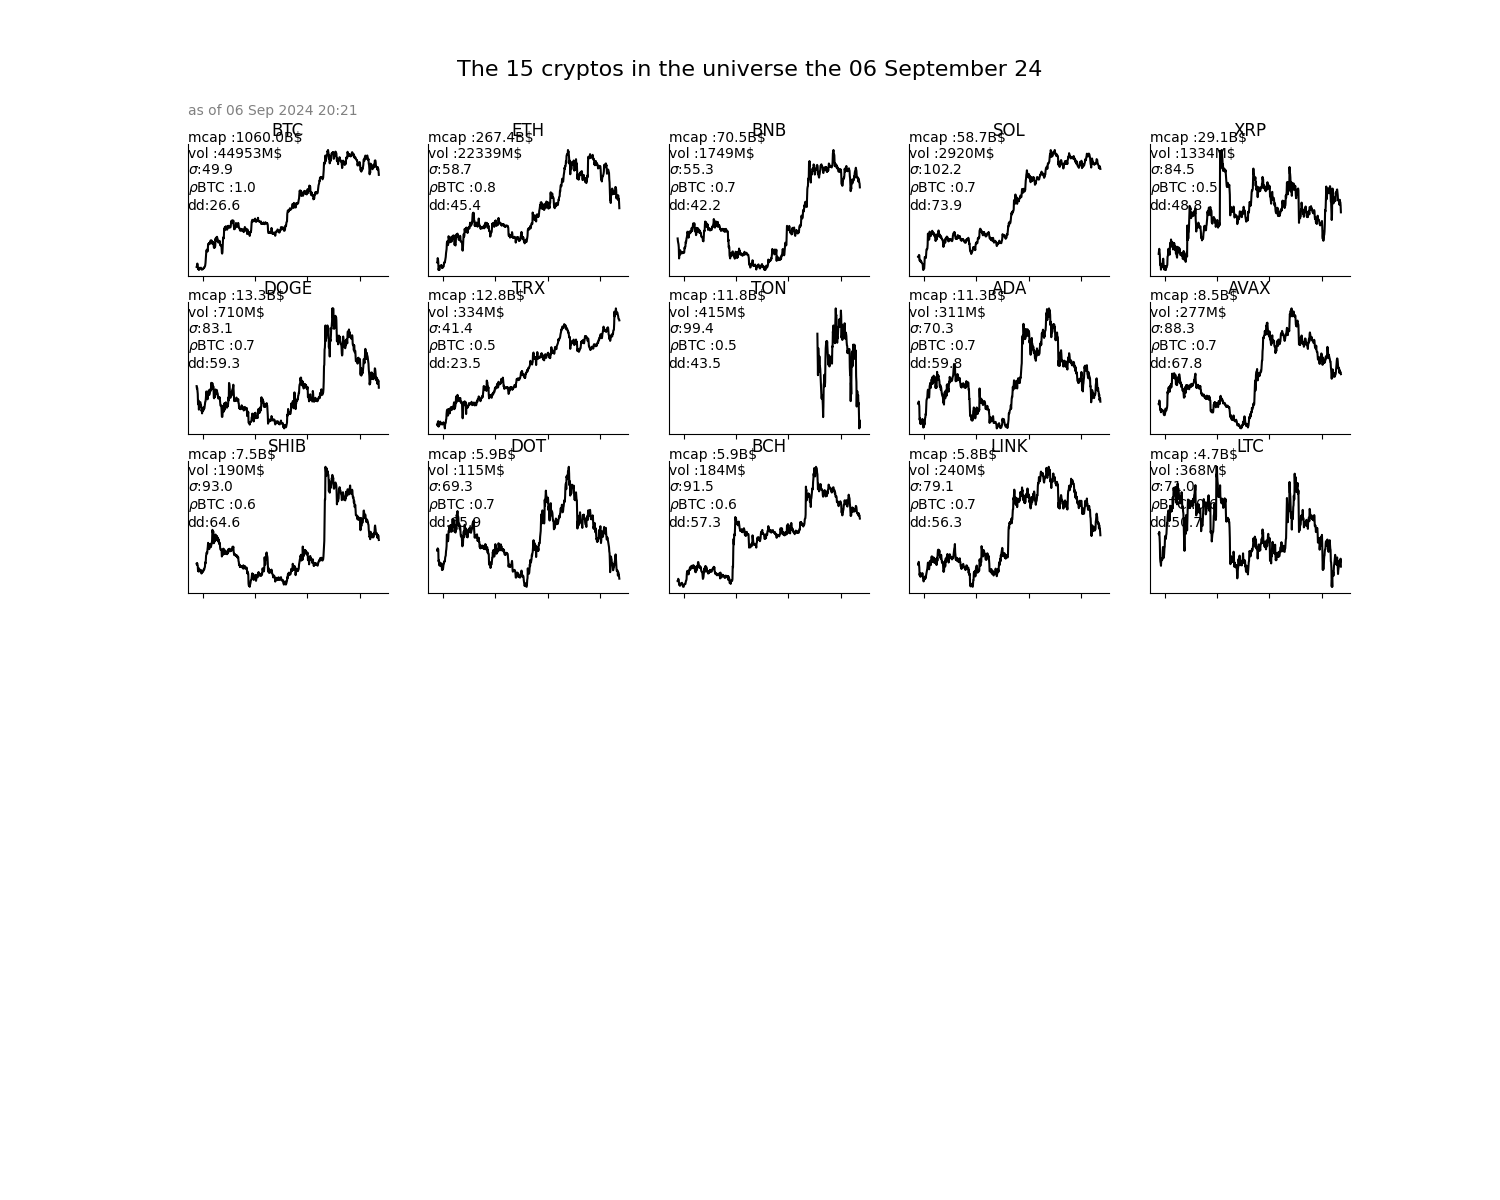 The 15 cryptos in the universe the 06 September 24
as of 06 Sep 2024 20:21
BTC
mcap :1060.0B$
vol :44953M$
σ:49.9
ρBTC :1.0
dd:26.6
ETH
mcap :267.4B$
vol :22339M$
σ:58.7
ρBTC :0.8
dd:45.4
BNB
mcap :70.5B$
vol :1749M$
σ:55.3
ρBTC :0.7
dd:42.2
SOL
mcap :58.7B$
vol :2920M$
σ:102.2
ρBTC :0.7
dd:73.9
XRP
mcap :29.1B$
vol :1334M$
σ:84.5
ρBTC :0.5
dd:48.8
DOGE
mcap :13.3B$
vol :710M$
σ:83.1
ρBTC :0.7
dd:59.3
TRX
mcap :12.8B$
vol :334M$
σ:41.4
ρBTC :0.5
dd:23.5
TON
mcap :11.8B$
vol :415M$
σ:99.4
ρBTC :0.5
dd:43.5
ADA
mcap :11.3B$
vol :311M$
σ:70.3
ρBTC :0.7
dd:59.8
AVAX
mcap :8.5B$
vol :277M$
σ:88.3
ρBTC :0.7
dd:67.8
SHIB
mcap :7.5B$
vol :190M$
σ:93.0
ρBTC :0.6
dd:64.6
DOT
mcap :5.9B$
vol :115M$
σ:69.3
ρBTC :0.7
BCH
mcap :5.9B$
vol :184M$
σ:91.5
ρBTC :0.6
dd:57.3
LINK
mcap :5.8B$
vol :240M$
σ:79.1
ρBTC :0.7
dd:56.3
LTC
mcap :4.7B$
vol :368M$
σ:71.0